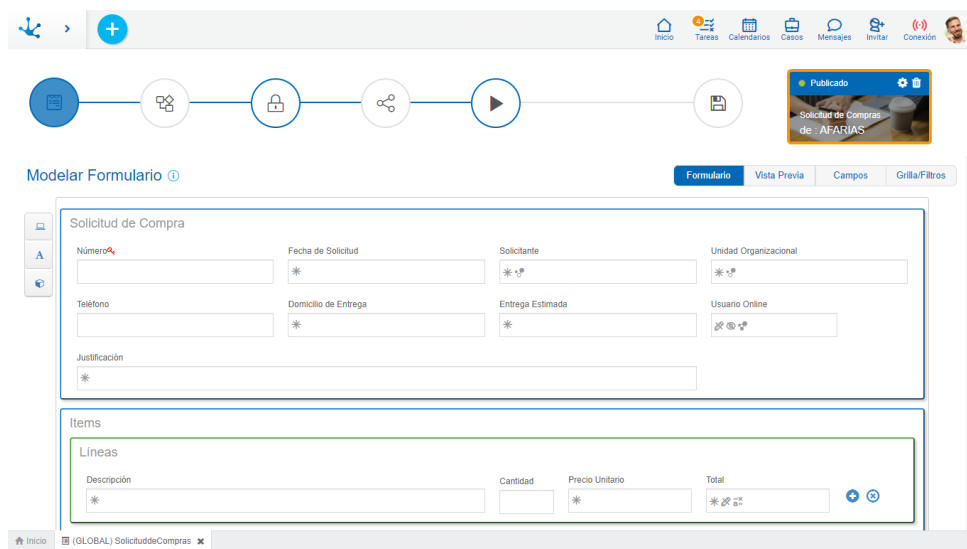 4
Inicio
Tareas
Calendarios
Casos
Mensajes
Invitar
Conexión
Publicado
Solicitud de Compras
de : AFARIAS
Modelar Formulario
Formulario
Vista Previa
Campos
Grilla/Filtros
A
Solicitud de Compra
Número
Fecha de Solicitud
Solicitante
Unidad Organizacional
Teléfono
Domicilio de Entrega
Entrega Estimada
Usuario Online
Justificación
Items
Líneas
Descripción
Cantidad
Precio Unitario
Total
Inicio
(GLOBAL) SolicituddeCompras